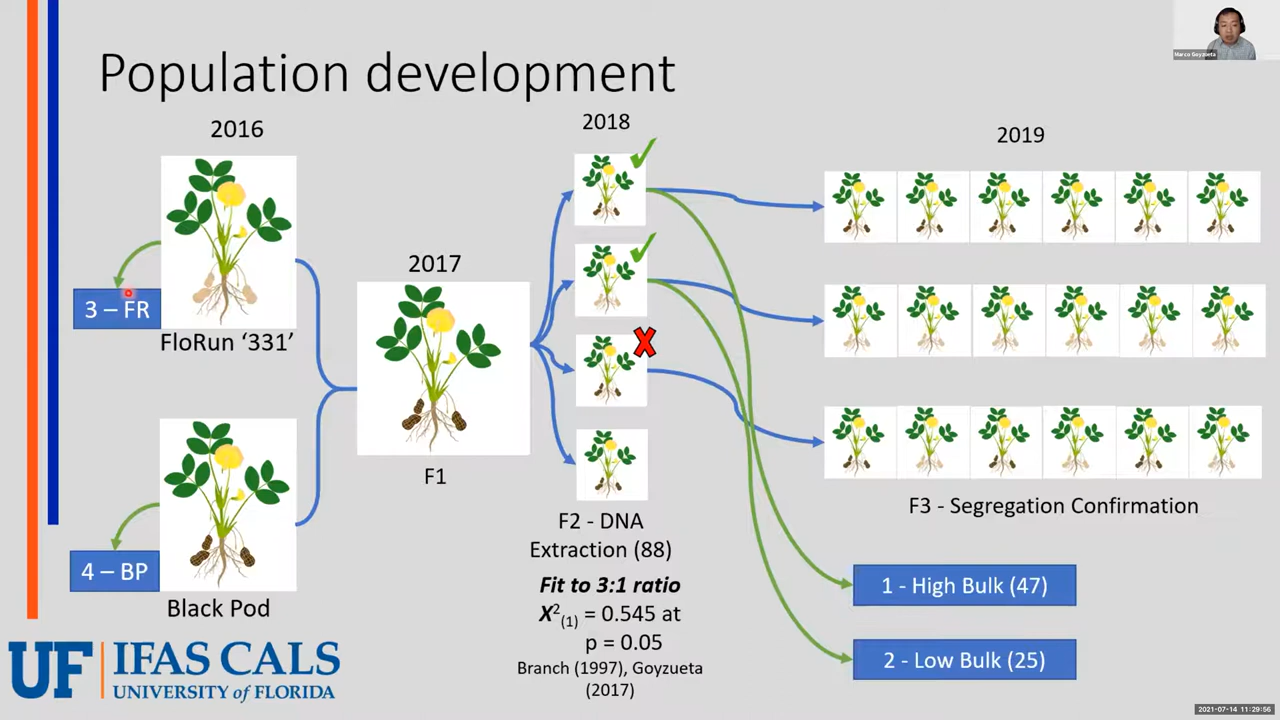 Population development
Marco Goyzueta
2016
3 – FR
FloRun ‘331’
4 – BP
Black Pod
2017
F1
2018
F2 - DNA
Extraction (88)
Fit to 3:1 ratio
X²(1) = 0.545 at
p = 0.05
Branch (1997), Goyzueta
(2017)
2019
F3 - Segregation Confirmation
1 - High Bulk (47)
2 - Low Bulk (25)
UF IFAS CALS
UNIVERSITY of FLORIDA
2021-07-14 11:29:56